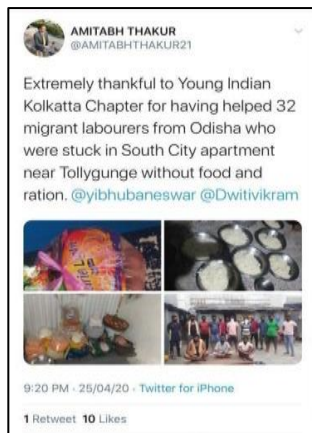 AMITABH THAKUR
@AMITABHTHAKUR21
Extremely thankful to Young Indian
Kolkatta Chapter for having helped 32
migrant labourers from Odisha who
were stuck in South City apartment
near Tollygunge without food and
ration. @yibhubaneswar @Dwitivikram
9:20 PM · 25/04/20 · Twitter for iPhone
1 Retweet 10 Likes